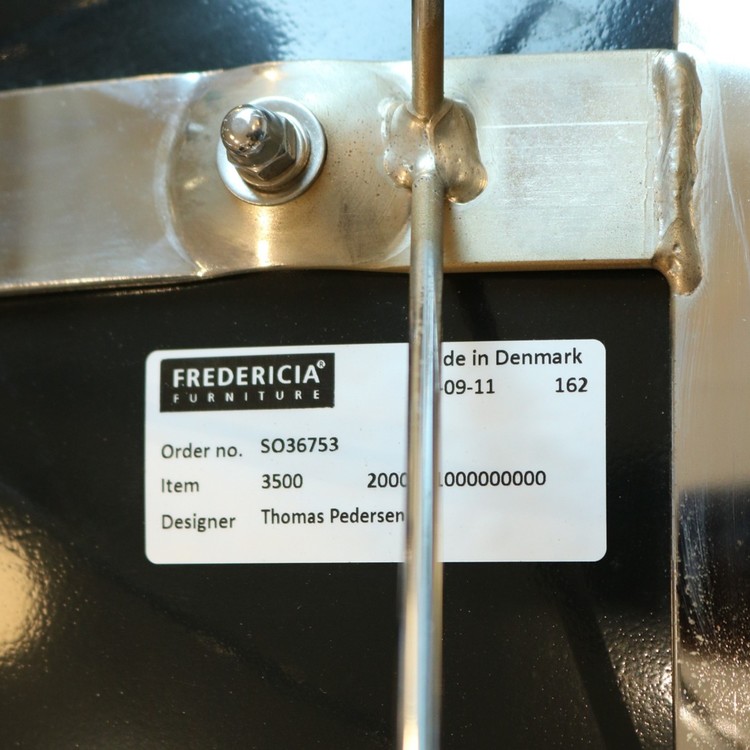 FREDERICIA®
FURNITURE
de in Denmark
-09-11 162
Order no. SO36753
Item 3500 2000 1000000000
Designer Thomas Pedersen